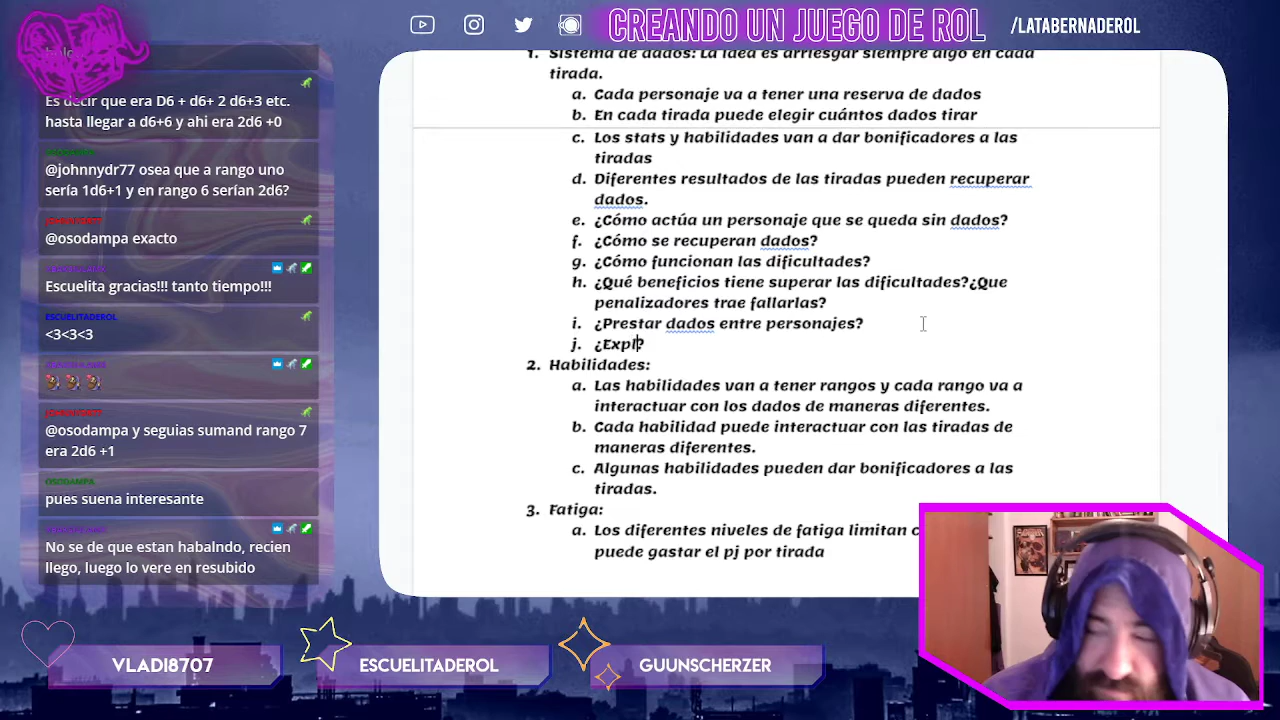 CREANDO UN JUEGO DE ROL
/LATABERNADEROL
Es decir que era D6 + d6+ 2 d6+3 etc.
hasta llegar a d6+6 y ahi era 2d6 +0
@johnnydr77 osea que a rango uno
sería 1d6+1 y en rango 6 serían 2d6?
@osodampa exacto
Escuelita gracias!!! tanto tiempo!!!
ESCUELITADEROL
<3<3<3
@osodampa y seguias sumand rango 7
era 2d6 +1
OSODAMPA
pues suena interesante
No se de que estan habalndo, recien
llego, luego lo vere en resubido
1. Sistema de dados: La idea es arriesgar siempre algo en cada
tirada.
a. Cada personaje va a tener una reserva de dados
b. En cada tirada puede elegir cuántos dados tirar
c. Los stats y habilidades van a dar bonificadores a las
tiradas
d. Diferentes resultados de las tiradas pueden recuperar
dados.
e. ¿Cómo actúa un personaje que se queda sin dados?
f. ¿Cómo se recuperan dados?
g. ¿Cómo funcionan las dificultades?
h. ¿Qué beneficios tiene superar las dificultades?¿Que
penalizadores trae fallarlas?
i. ¿Prestar dados entre personajes?
j. ¿Expl?
2. Habilidades:
a. Las habilidades van a tener rangos y cada rango va a
interactuar con los dados de maneras diferentes.
b. Cada habilidad puede interactuar con las tiradas de
maneras diferentes.
c. Algunas habilidades pueden dar bonificadores a las
tiradas.
3. Fatiga:
a. Los diferentes niveles de fatiga limitan
puede gastar el pj por tirada
VLADI8707
ESCUELITADEROL
GUUNSCHERZER